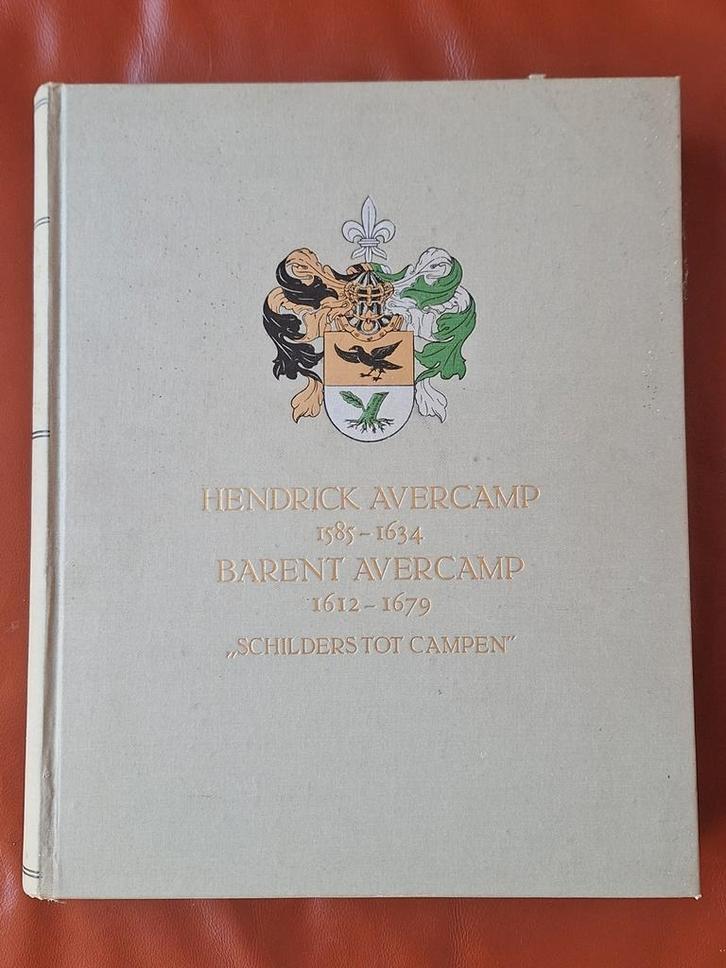 HENDRICK AVERCAMP
1585-1634
BARENT AVERCAMP
1612-1679
„SCHILDERS TOT CAMPEN”